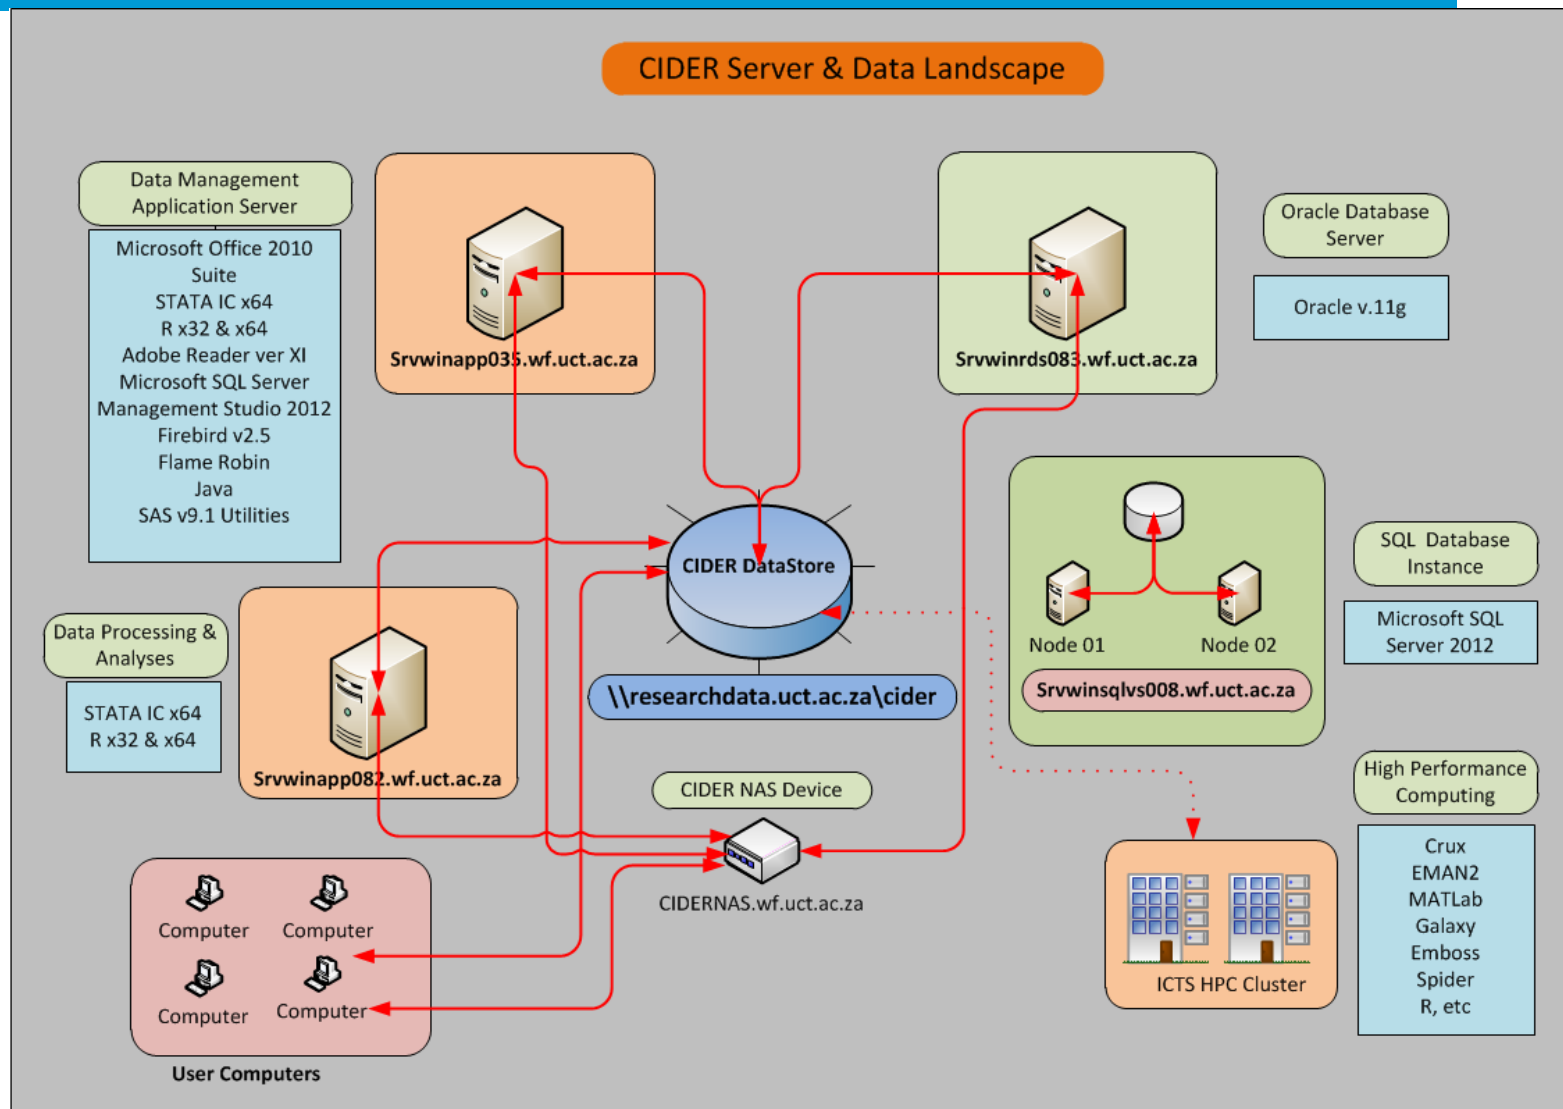 CIDER Server & Data Landscape
Data Management
Application Server
Microsoft Office 2010
Suite
STATA IC x64
R x32 & x64
Adobe Reader ver XI
Microsoft SQL Server
Management Studio 2012
Firebird v2.5
Flame Robin
Java
SAS v9.1 Utilities
Srvwinapp035.wf.uct.ac.za
Srvwinrds083.wf.uct.ac.za
Oracle Database
Server
Oracle v.11g
CIDER DataStore
\\researchdata.uct.ac.za\cider
Node 01
Node 02
Srvwinsqlvs008.wf.uct.ac.za
SQL Database
Instance
Microsoft SQL
Server 2012
Data Processing &
Analyses
STATA IC x64
R x32 & x64
Srvwinapp082.wf.uct.ac.za
CIDER NAS Device
CIDERNAS.wf.uct.ac.za
High Performance
Computing
Crux
EMAN2
MATLab
Galaxy
Emboss
Spider
R, etc
ICTS HPC Cluster
Computer
Computer
Computer
Computer
User Computers